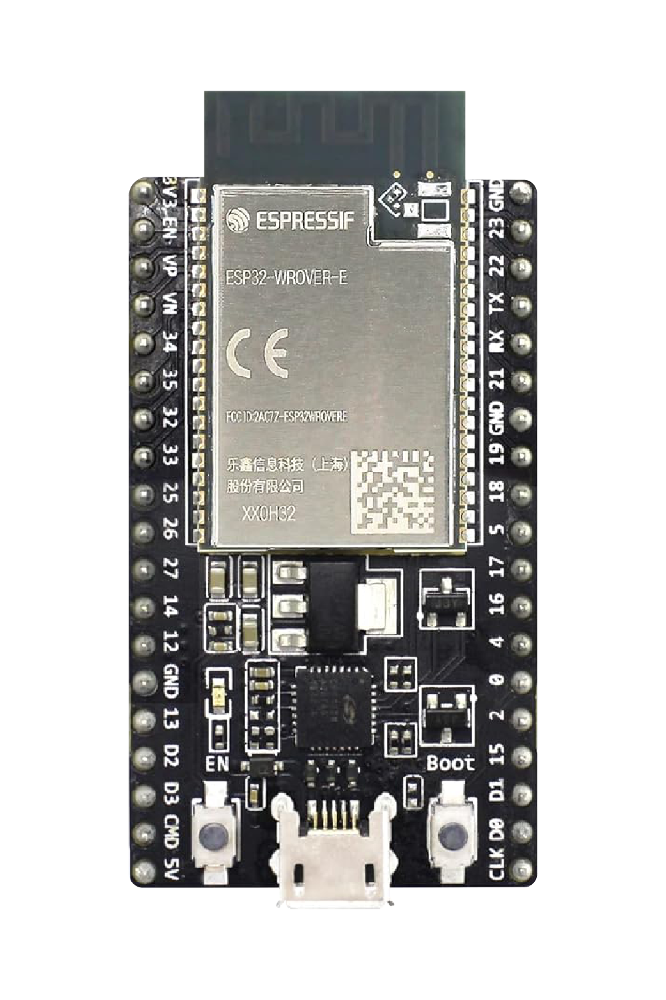 ESPRESSIF
ESP32-WROVER-E
CE
FCC ID:2AC7Z-ESP32WROVERE
乐鑫信息科技（上海）
股份有限公司
XX0H32
3V3
EN
VP
VN
34
35
32
33
25
26
27
14
12
GND
13
D2
D3
CMD
5V
GND
23
22
TX
RX
21
GND
19
18
5
17
16
4
0
2
15
D1
D0
CLK
EN
Boot